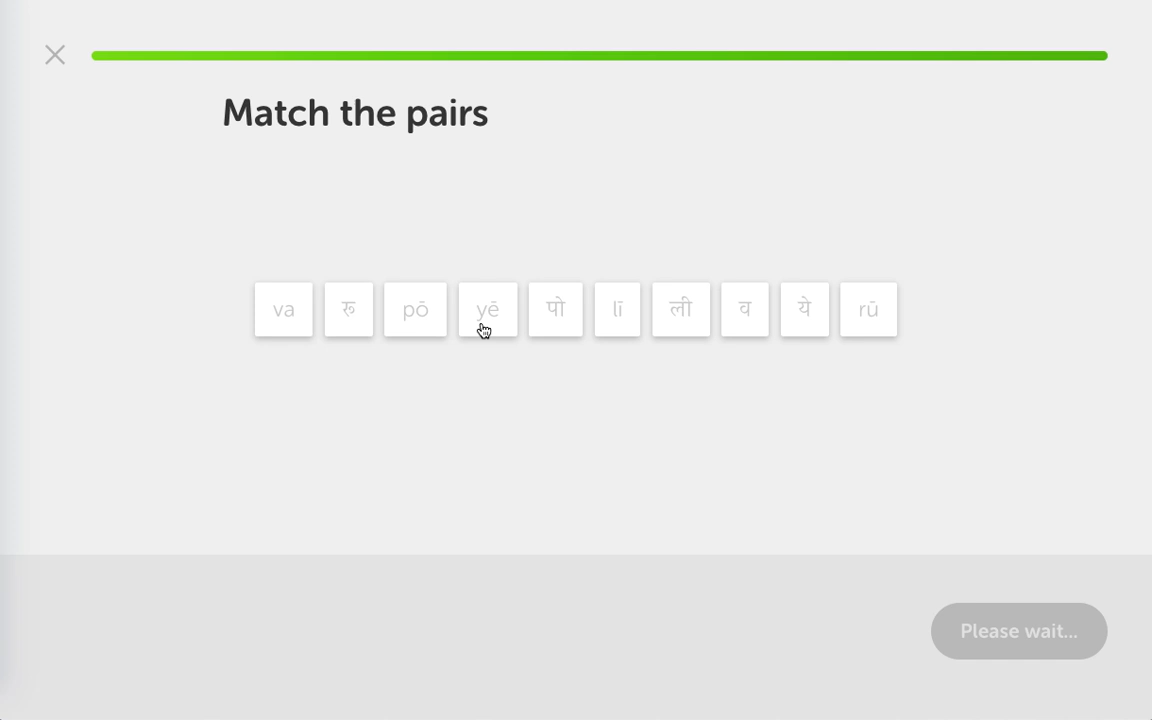 Match the pairs
va रू pō yē पो lī ली व ये rū
Please wait...